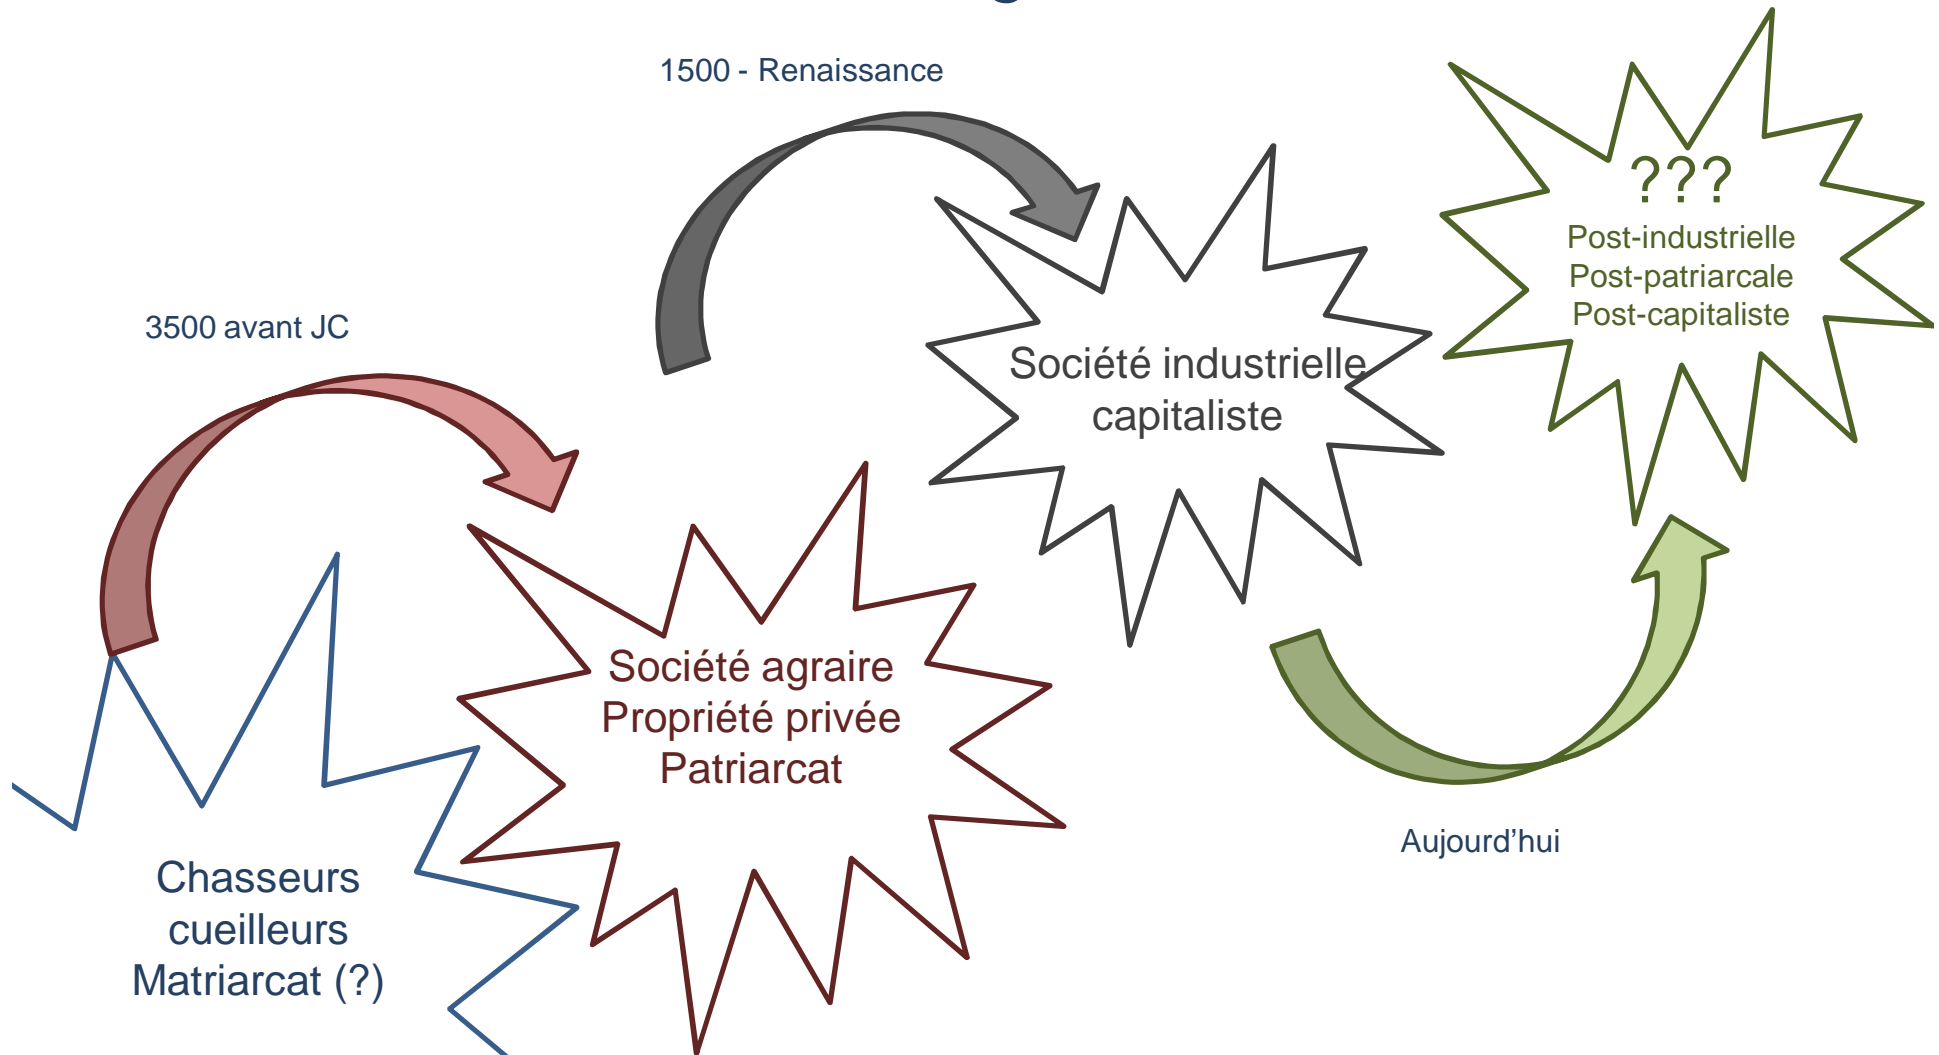 1500 - Renaissance
???
Post-industrielle
Post-patriarcale
Post-capitaliste
3500 avant JC
Société industrielle
capitaliste
Société agraire
Propriété privée
Patriarcat
Aujourd’hui
Chasseurs
cueilleurs
Matriarcat (?)